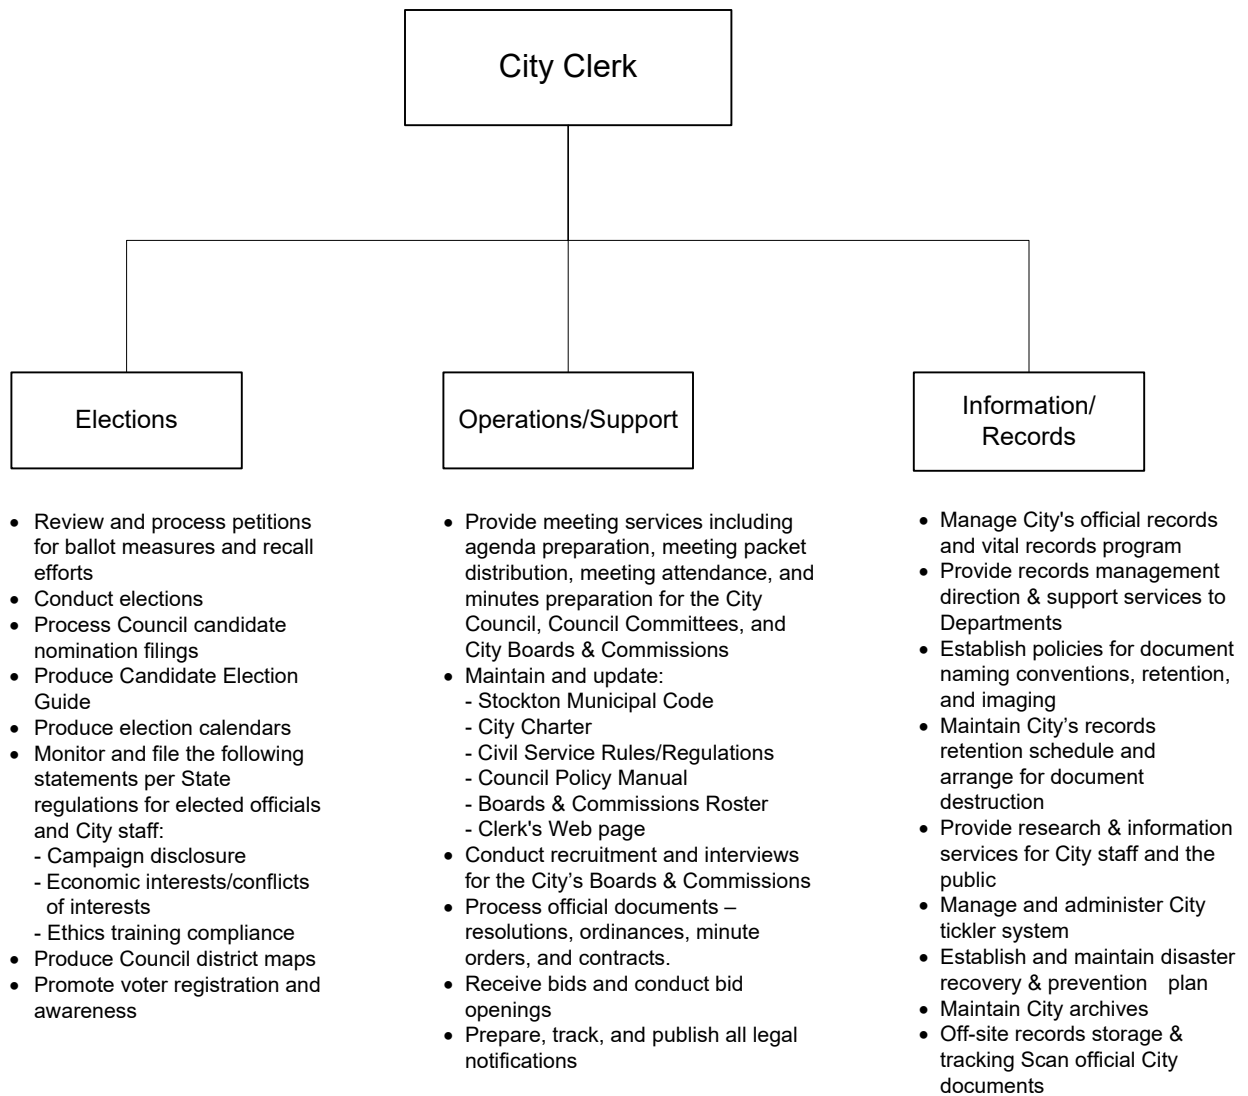 City Clerk
Elections
• Review and process petitions
for ballot measures and recall
efforts
• Conduct elections
• Process Council candidate
nomination filings
• Produce Candidate Election
Guide
• Produce election calendars
• Monitor and file the following
statements per State
regulations for elected officials
and City staff:
- Campaign disclosure
- Economic interests/conflicts
of interests
- Ethics training compliance
• Produce Council district maps
• Promote voter registration and
awareness
Operations/Support
• Provide meeting services including
agenda preparation, meeting packet
distribution, meeting attendance, and
minutes preparation for the City
Council, Council Committees, and
City Boards & Commissions
• Maintain and update:
- Stockton Municipal Code
- City Charter
- Civil Service Rules/Regulations
- Council Policy Manual
- Boards & Commissions Roster
- Clerk's Web page
• Conduct recruitment and interviews
for the City’s Boards & Commissions
• Process official documents –
resolutions, ordinances, minute
orders, and contracts.
• Receive bids and conduct bid
openings
• Prepare, track, and publish all legal
notifications
Information/
Records
• Manage City's official records
and vital records program
• Provide records management
direction & support services to
Departments
• Establish policies for document
naming conventions, retention,
and imaging
• Maintain City’s records
retention schedule and
arrange for document
destruction
• Provide research & information
services for City staff and the
public
• Manage and administer City
tickler system
• Establish and maintain disaster
recovery & prevention plan
• Maintain City archives
• Off-site records storage &
tracking Scan official City
documents